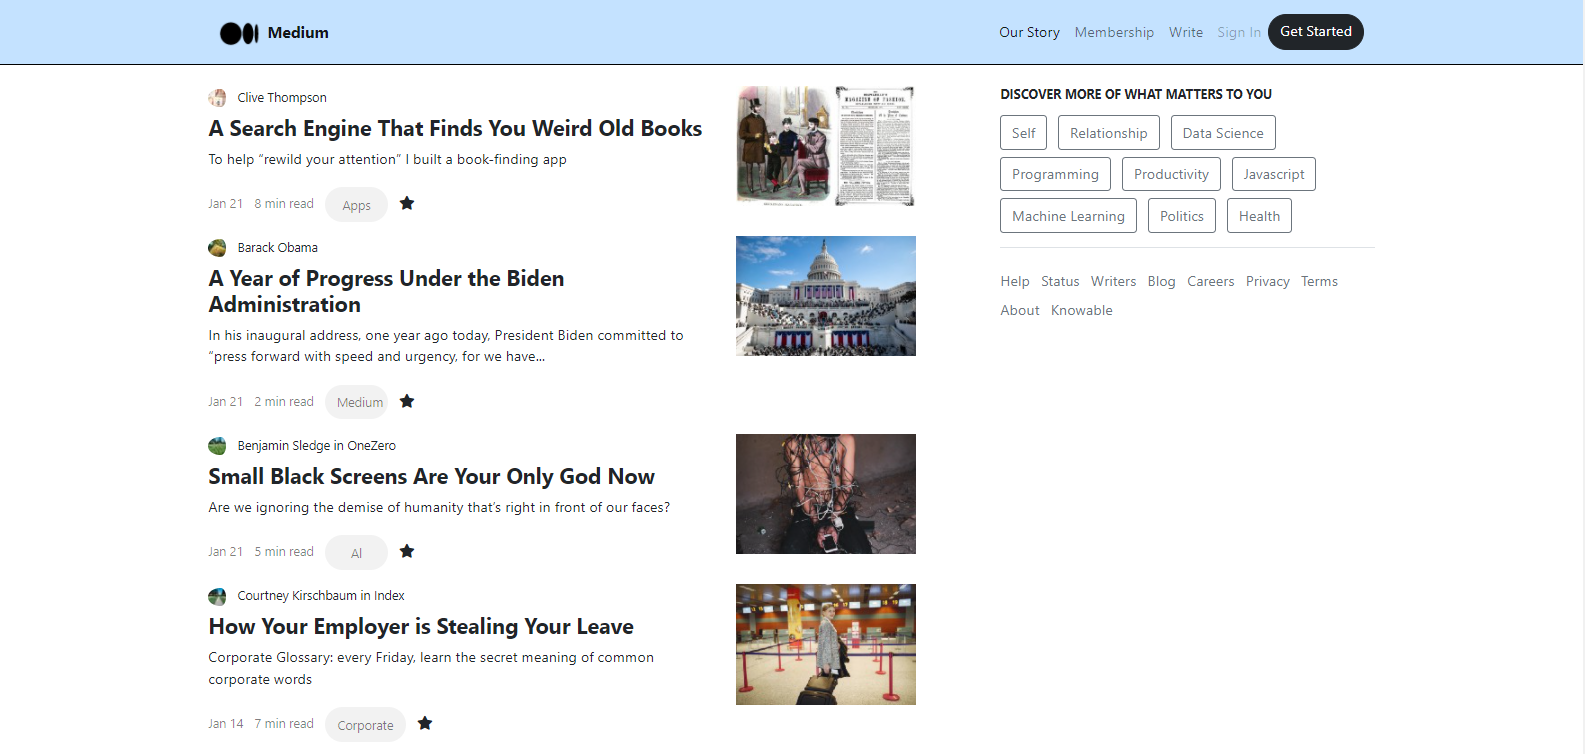 Medium
Our Story Membership Write Sign In Get Started
Clive Thompson
A Search Engine That Finds You Weird Old Books
To help “rewild your attention” I built a book-finding app
Jan 21 8 min read Apps
Barack Obama
A Year of Progress Under the Biden
Administration
In his inaugural address, one year ago today, President Biden committed to
“press forward with speed and urgency, for we have...
Jan 21 2 min read Medium
Benjamin Sledge in OneZero
Small Black Screens Are Your Only God Now
Are we ignoring the demise of humanity that’s right in front of our faces?
Jan 21 5 min read AI
Courtney Kirschbaum in Index
How Your Employer is Stealing Your Leave
Corporate Glossary: every Friday, learn the secret meaning of common
corporate words
Jan 14 7 min read Corporate
MAGAZINE OF FASHION,
DISCOVER MORE OF WHAT MATTERS TO YOU
Self Relationship Data Science
Programming Productivity Javascript
Machine Learning Politics Health
Help Status Writers Blog Careers Privacy Terms
About Knowable